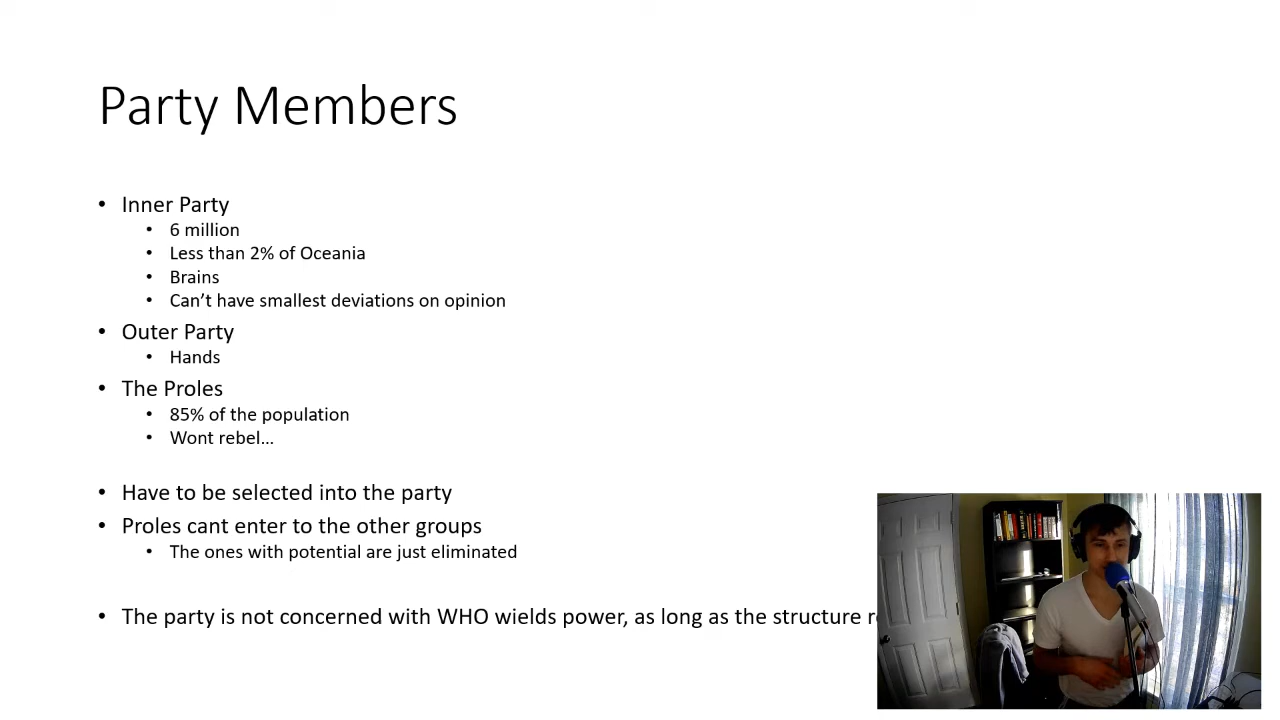 Party Members
• Inner Party
• 6 million
• Less than 2% of Oceania
• Brains
• Can’t have smallest deviations on opinion
• Outer Party
• Hands
• The Proles
• 85% of the population
• Wont rebel...
• Have to be selected into the party
• Proles cant enter to the other groups
• The ones with potential are just eliminated
• The party is not concerned with WHO wields power, as long as the structure